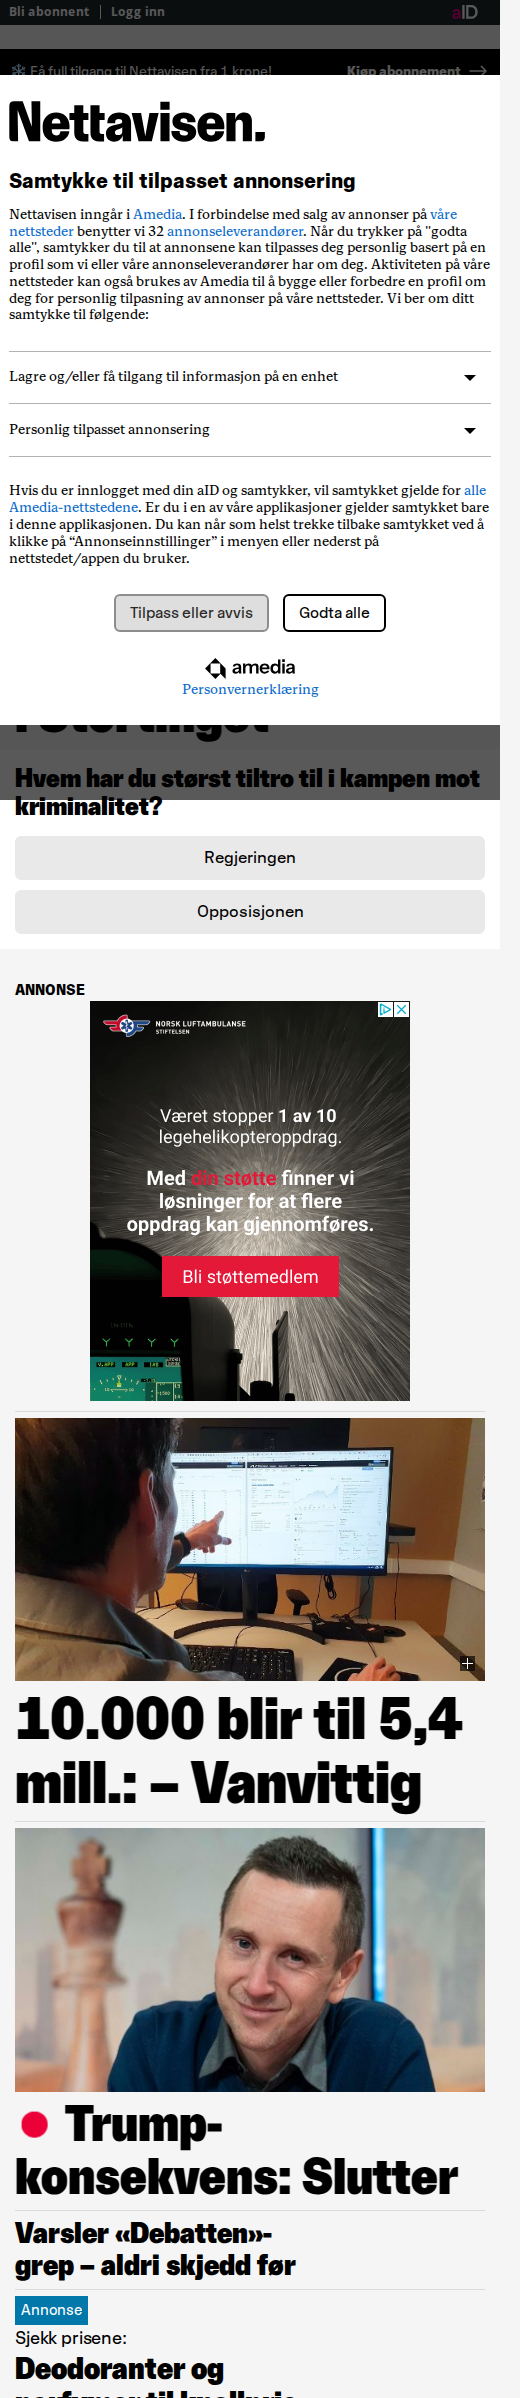 Bli abonnent
Logg inn
aID
Få full tilgang til Nettavisen fra 1 krone!
Kjøp abonnement
Nettavisen.
Samtykke til tilpasset annonsering
Nettavisen inngår i Amedia. I forbindelse med salg av annonser på våre
nettsteder benytter vi 32 annonseleverandører. Når du trykker på "godta
alle", samtykker du til at annonsene kan tilpasses deg personlig basert på en
profil som vi eller våre annonseleverandører har om deg. Aktiviteten på våre
nettsteder kan også brukes av Amedia til å bygge eller forbedre en profil om
deg for personlig tilpasning av annonser på våre nettsteder. Vi ber om ditt
samtykke til følgende:
Lagre og/eller få tilgang til informasjon på en enhet
Personlig tilpasset annonsering
Hvis du er innlogget med din aID og samtykker, vil samtykket gjelde for alle
Amedia-nettstedene. Er du i en av våre applikasjoner gjelder samtykket bare
i denne applikasjonen. Du kan når som helst trekke tilbake samtykket ved å
klikke på “Annonseinnstillinger” i menyen eller nederst på
nettstedet/appen du bruker.
Tilpass eller avvis
Godta alle
amedia
Personvernerklæring
i Stortinget
Hvem har du størst tiltro til i kampen mot
kriminalitet?
Regjeringen
Opposisjonen
ANNONSE
NORSK LUFTAMBULANSE
STIFTELSEN
Været stopper 1 av 10
legehelikopteroppdrag.
Med din støtte finner vi
løsninger for at flere
oppdrag kan gjennomføres.
Bli støttemedlem
10.000 blir til 5,4
mill.: – Vanvittig
Trump-
konsekvens: Slutter
Varsler «Debatten»-
grep – aldri skjedd før
Annonse
Sjekk prisene:
Deodoranter og